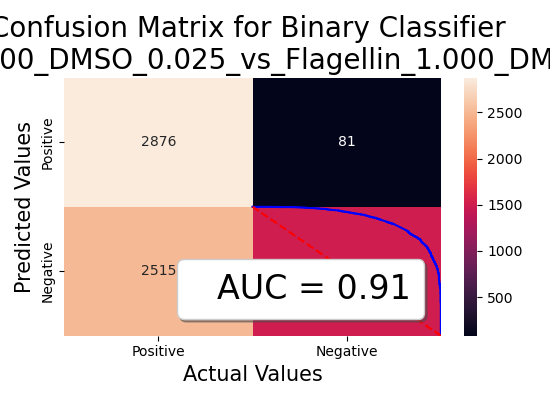 Confusion Matrix for Binary Classifier
00_DMSO_0.025_vs_Flagellin_1.000_DM
Predicted Values
Positive
Negative
2876
81
2515
AUC = 0.91
Positive
Negative
Actual Values
2500
2000
1500
1000
500